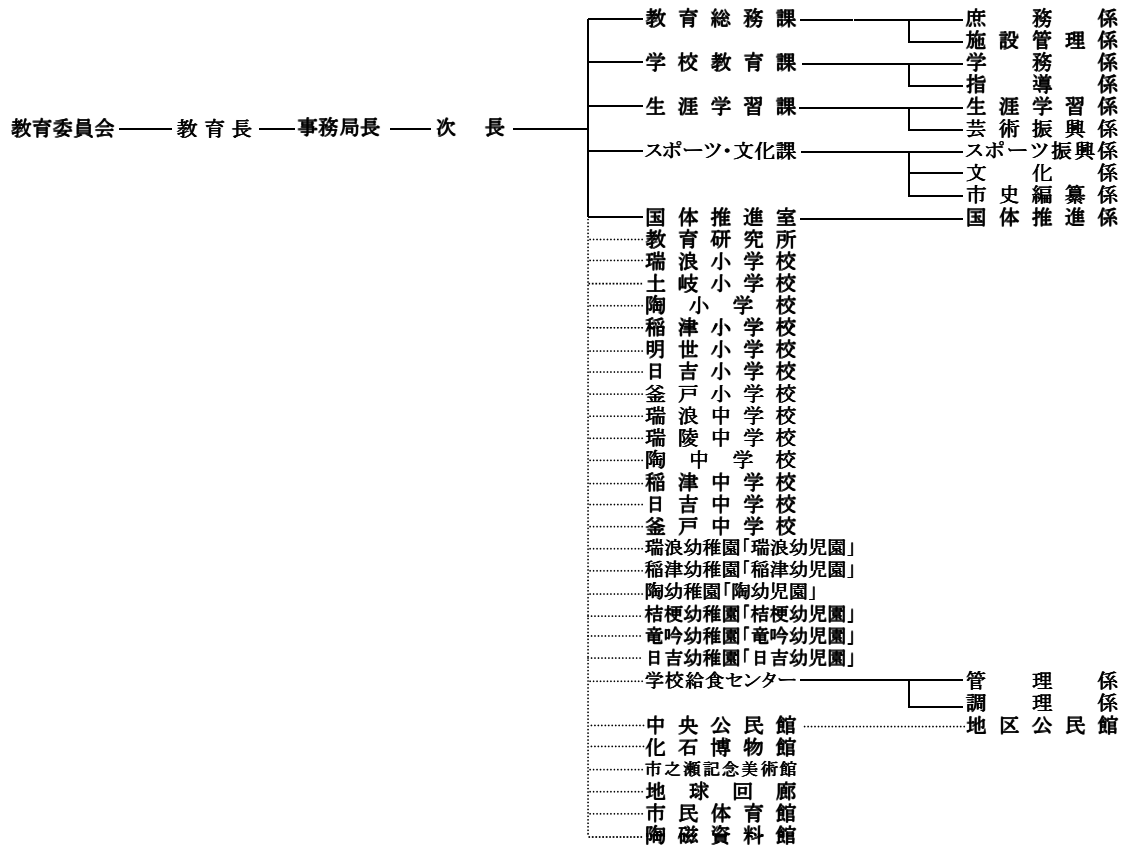 教育総務課 庶務係
施設管理係
学校教育課 学務係
指導係
生涯学習課 生涯学習係
教育委員会 教育長 事務局長 次長 芸術振興係
スポーツ・文化課 スポーツ振興係
文化係
市史編纂係
国体推進室 国体推進係
教育研究所
瑞浪小学校
土岐小学校
陶小学校
稲津小学校
明世小学校
日吉小学校
釜戸小学校
瑞浪中学校
瑞陵中学校
陶中学校
稲津中学校
日吉中学校
釜戸中学校
瑞浪幼稚園「瑞浪幼児園」
稲津幼稚園「稲津幼児園」
陶幼稚園「陶幼児園」
桔梗幼稚園「桔梗幼児園」
竜吟幼稚園「竜吟幼児園」
日吉幼稚園「日吉幼児園」
学校給食センター 管理係
調理係
中央公民館 地区公民館
化石博物館
市之瀬記念美術館
地球回廊
市民体育館
陶磁資料館